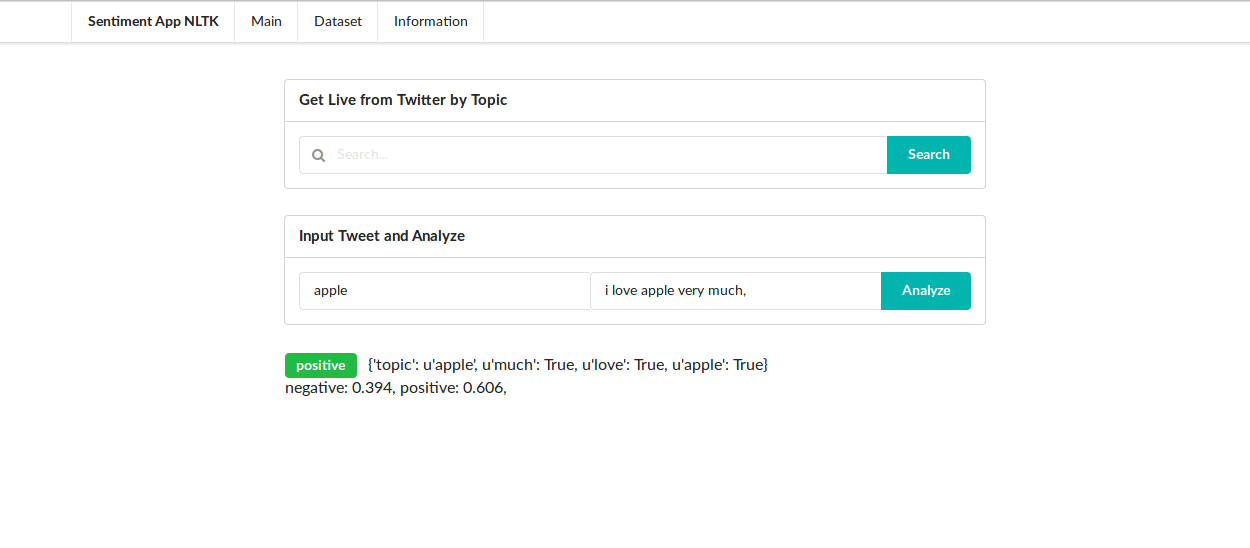 Sentiment App NLTK Main Dataset Information
Get Live from Twitter by Topic
Search... Search
Input Tweet and Analyze
apple i love apple very much, Analyze
positive {'topic': u'apple', u'much': True, u'love': True, u'apple': True}
negative: 0.394, positive: 0.606,